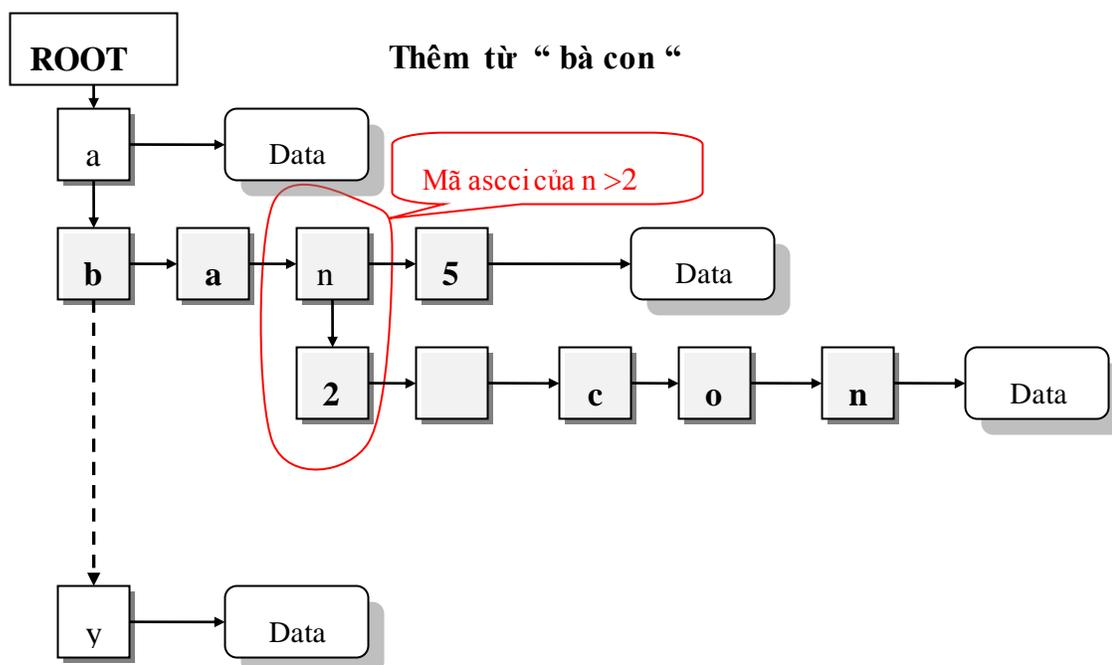 ROOT
Thêm từ “ bà con “
a
Data
Mã ascci của n >2
b a n 5 Data
2 c o n Data
y Data